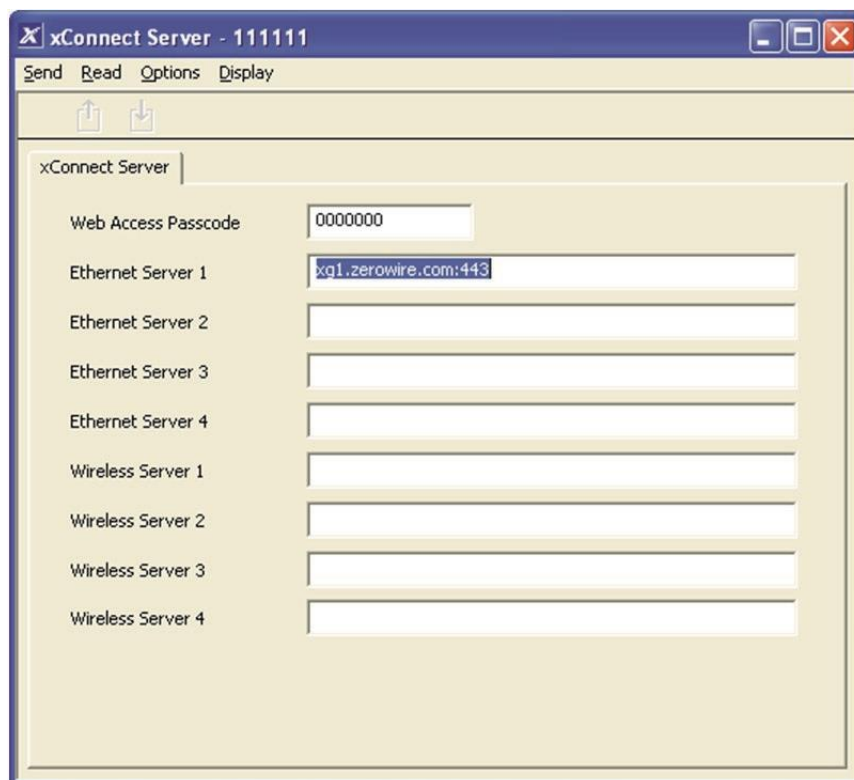 xConnect Server - 111111
Send Read Options Display
xConnect Server
Web Access Passcode 0000000
Ethernet Server 1 xg1.zerowire.com:443
Ethernet Server 2
Ethernet Server 3
Ethernet Server 4
Wireless Server 1
Wireless Server 2
Wireless Server 3
Wireless Server 4